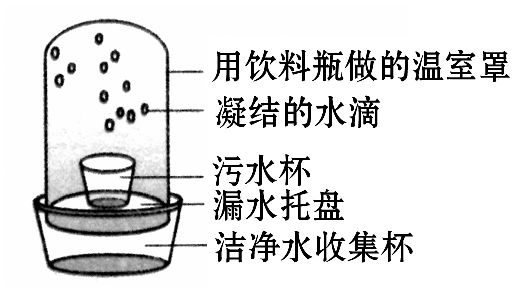 用饮料瓶做的温室罩
凝结的水滴
污水杯
漏水托盘
洁净水收集杯